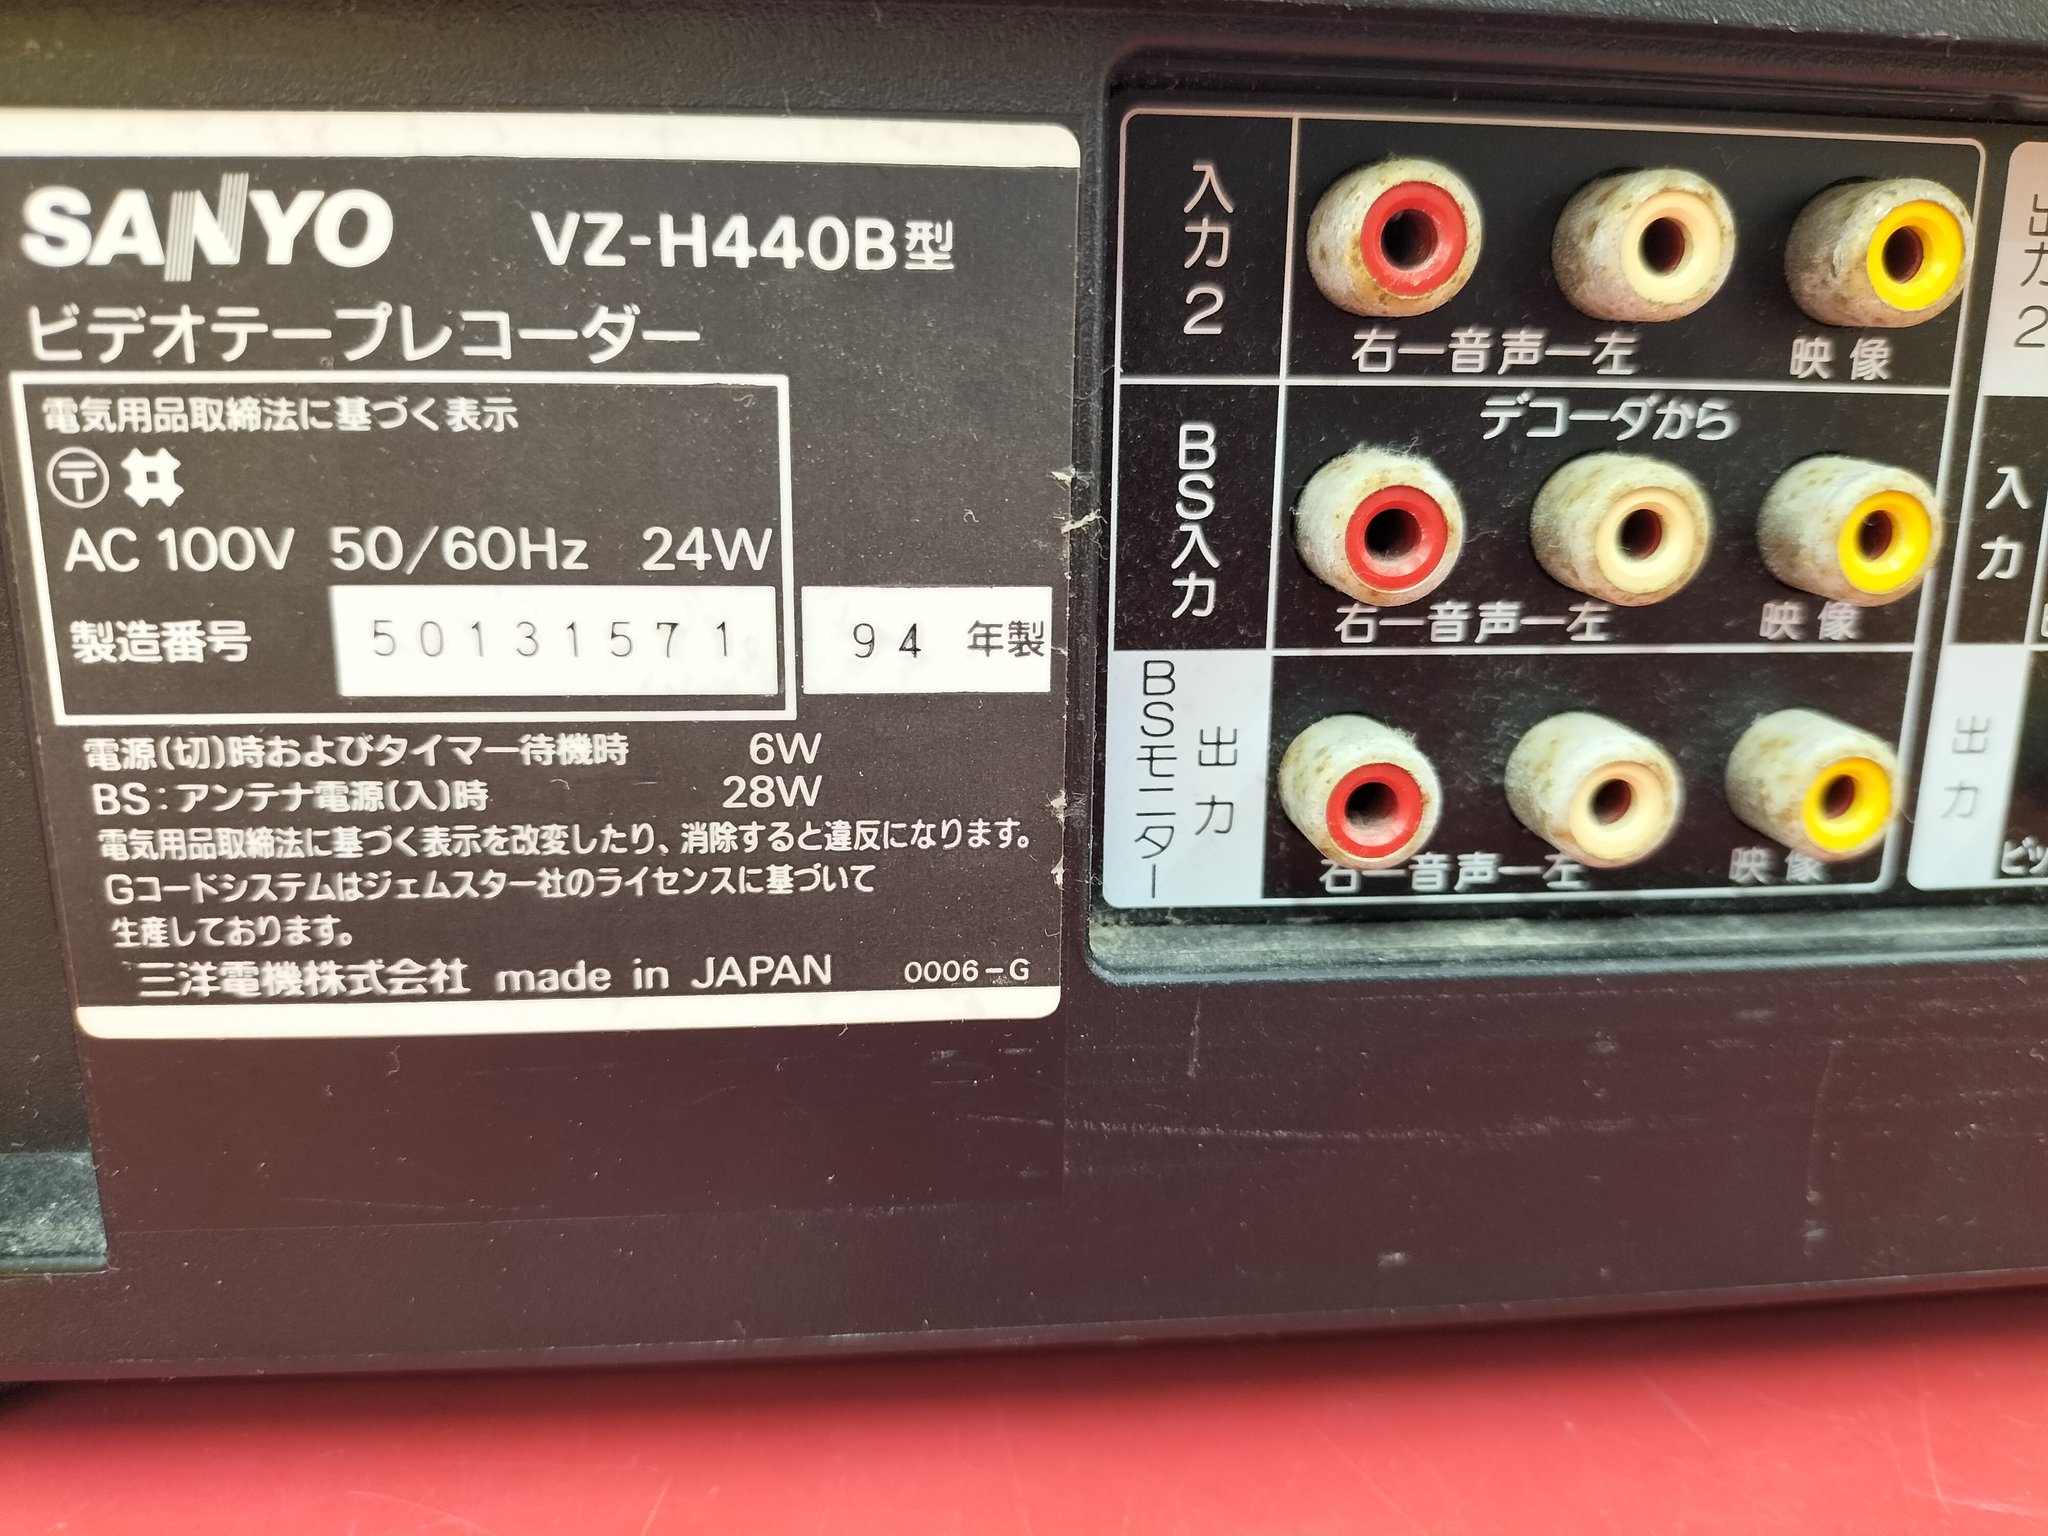 SANYO VZ-H440B型
ビデオテープレコーダー
電気用品取締法に基づく表示
〒
AC 100V 50/60Hz 24W
製造番号 50131571 94 年製
電源(切)時およびタイマー待機時 6W
BS:アンテナ電源(入)時 28W
電気用品取締法に基づく表示を改変したり、消除すると違反になります。
Gコードシステムはジェムスター社のライセンスに基づいて
生産しております。
三洋電機株式会社 made in JAPAN 0006-G
入力2
右ー音声ー左 映像
BS入力
デコーダから
右ー音声ー左 映像
BSモニター
出力
右ー音声ー左 映像
出力2
入力
出力